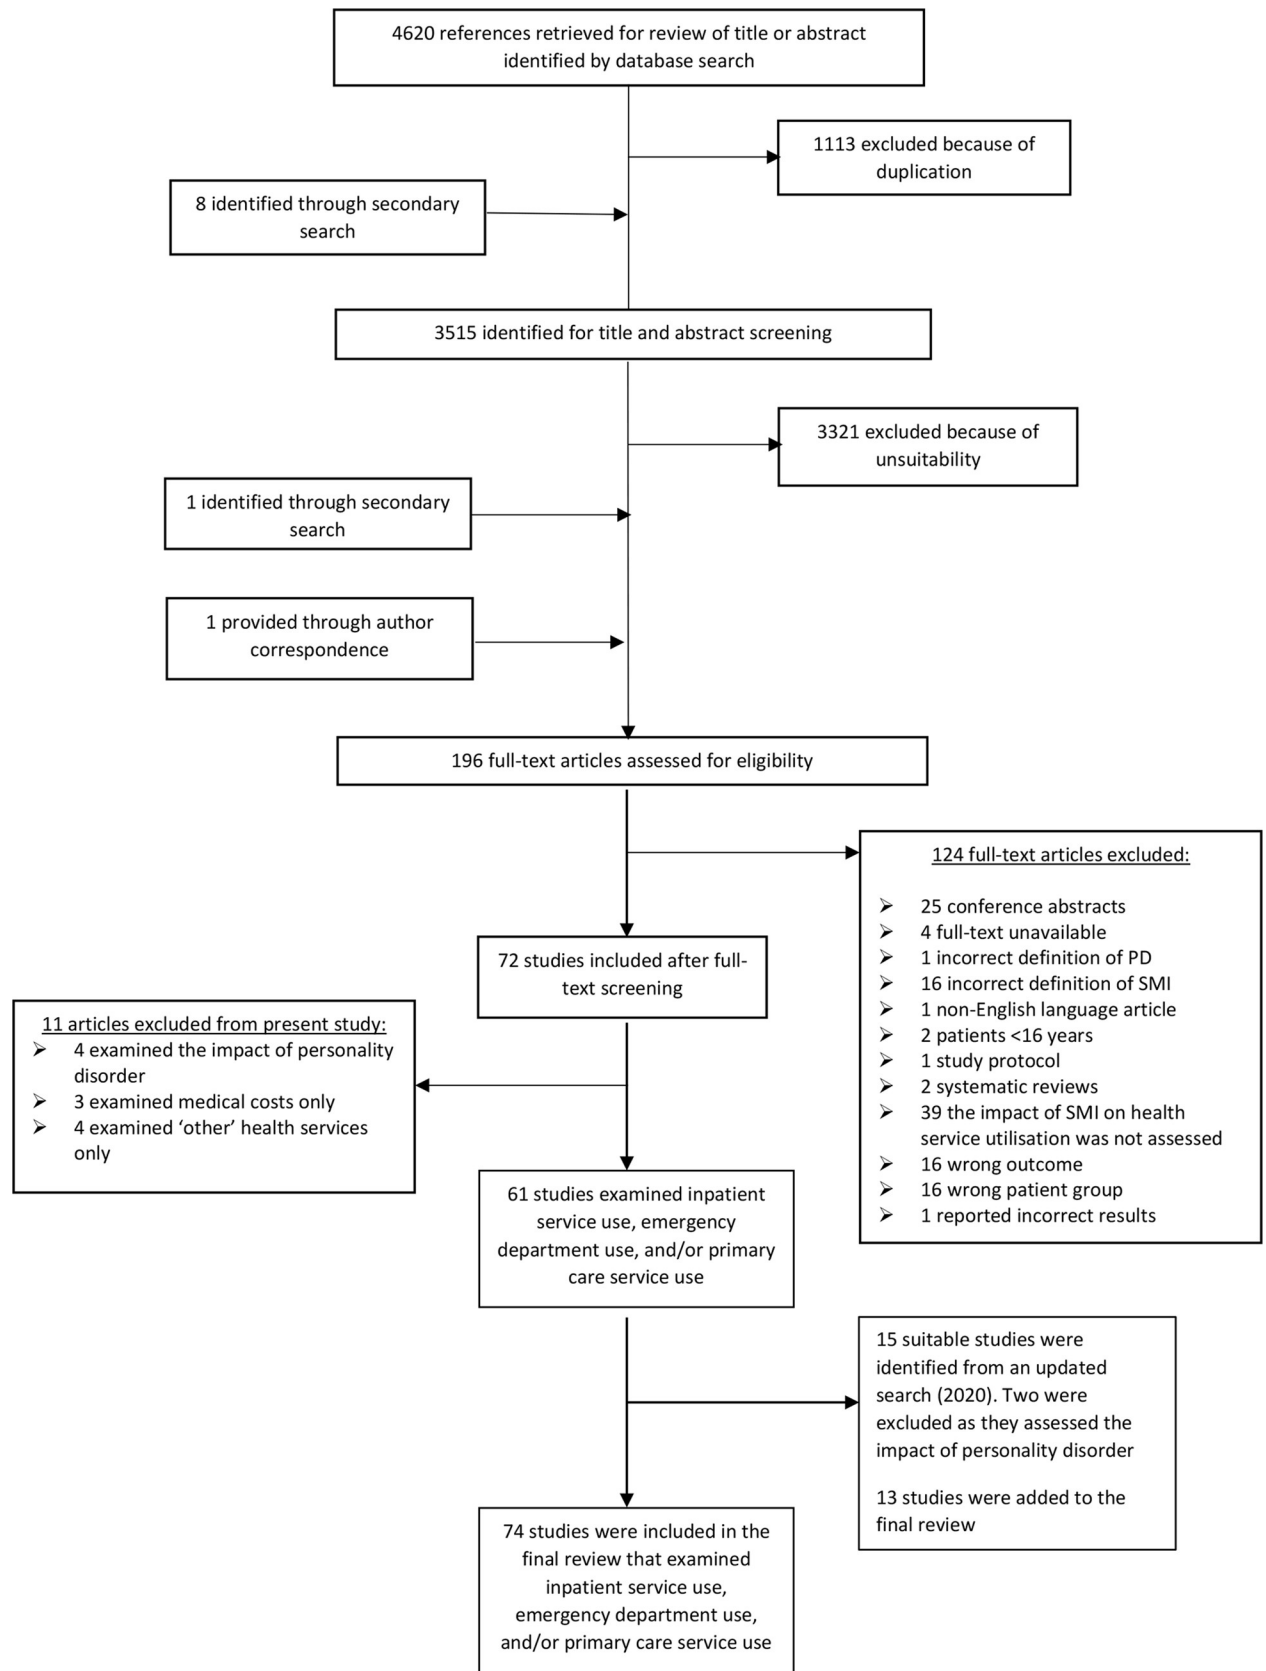 4620 references retrieved for review of title or abstract
identified by database search
1113 excluded because of
duplication
8 identified through secondary
search
3515 identified for title and abstract screening
3321 excluded because of
unsuitability
1 identified through secondary
search
1 provided through author
correspondence
196 full-text articles assessed for eligibility
124 full-text articles excluded:
➢ 25 conference abstracts
➢ 4 full-text unavailable
➢ 1 incorrect definition of PD
➢ 16 incorrect definition of SMI
➢ 1 non-English language article
➢ 2 patients <16 years
➢ 1 study protocol
➢ 2 systematic reviews
➢ 39 the impact of SMI on health
service utilisation was not assessed
➢ 16 wrong outcome
➢ 16 wrong patient group
➢ 1 reported incorrect results
72 studies included after full-
text screening
11 articles excluded from present study:
➢ 4 examined the impact of personality
disorder
➢ 3 examined medical costs only
➢ 4 examined ‘other’ health services
only
61 studies examined inpatient
service use, emergency
department use, and/or primary
care service use
15 suitable studies were
identified from an updated
search (2020). Two were
excluded as they assessed the
impact of personality disorder
13 studies were added to the
final review
74 studies were included in the
final review that examined
inpatient service use,
emergency department use,
and/or primary care service use